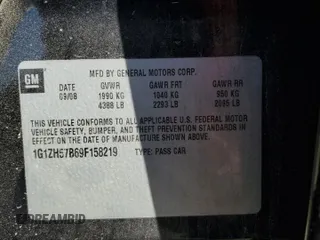 GM
MFD BY GENERAL MOTORS CORP.
DATE GVWR GAWR FRT GAWR RR
09/08 1990 KG 1040 KG 950 KG
4388 LB 2293 LB 2095 LB
THIS VEHICLE CONFORMS TO ALL APPLICABLE U.S. FEDERAL MOTOR
VEHICLE SAFETY, BUMPER, AND THEFT PREVENTION STANDARDS IN
EFFECT ON THE DATE OF MANUFACTURE SHOWN ABOVE.
1G1ZH57B69F158219 TYPE: PASS CAR